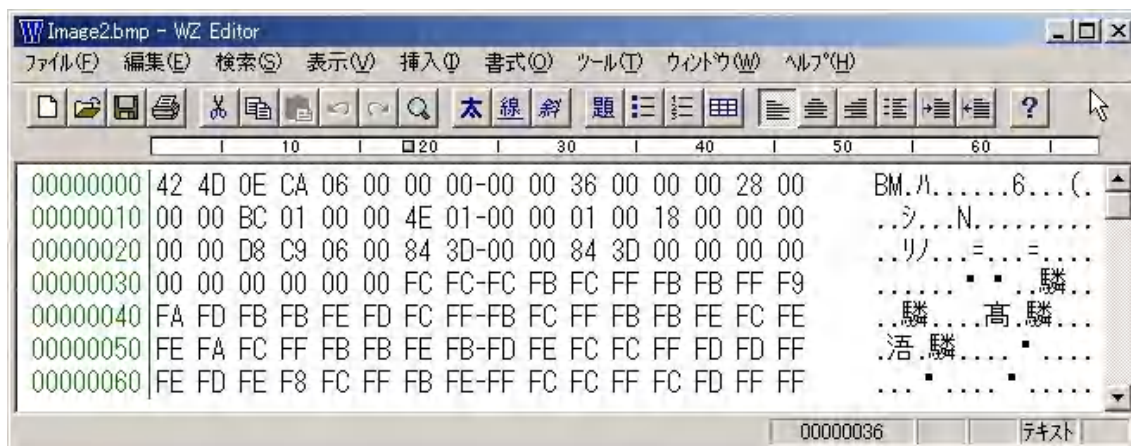 Image2.bmp - WZ Editor
ファイル(F) 編集(E) 検索(S) 表示(V) 挿入(I) 書式(O) ツール(T) ウィンドウ(W) ヘルプ(H)
太 線 斜 題 ?
10 20 30 40 50 60
00000000 42 4D 0E CA 06 00 00 00-00 00 36 00 00 00 28 00 BM.ハ......6...(.
00000010 00 00 BC 01 00 00 4E 01-00 00 01 00 18 00 00 00 ..シ...N.........
00000020 00 00 D8 C9 06 00 84 3D-00 00 84 3D 00 00 00 00 ..リノ...=...=....
00000030 00 00 00 00 00 00 FC FC-FC FB FC FF FB FB FF F9 ......・・..驎..
00000040 FA FD FB FB FE FD FC FF-FB FC FF FB FB FE FC FE ..驎....髙.驎...
00000050 FE FA FC FF FB FB FE FB-FD FE FC FC FF FD FD FF .浯.驎....・....
00000060 FE FD FE F8 FC FF FB FE-FF FC FC FF FC FD FF FF ...・.....・.....
00000036 テキスト